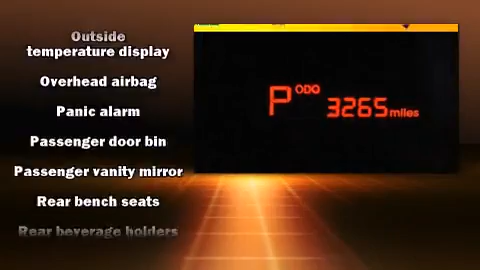 Outside
temperature display
Overhead airbag
Panic alarm
Passenger door bin
Passenger vanity mirror
Rear bench seats
Rear beverage holders
P ODO 3265 miles